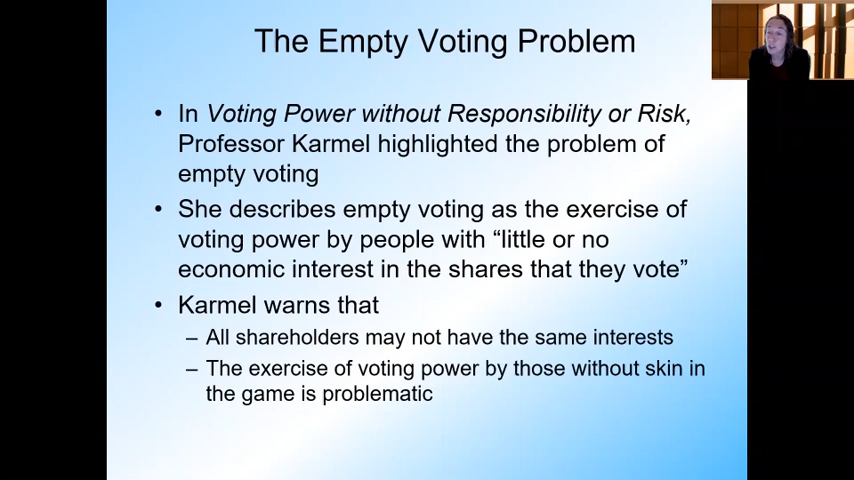 The Empty Voting Problem
• In Voting Power without Responsibility or Risk,
Professor Karmel highlighted the problem of
empty voting
• She describes empty voting as the exercise of
voting power by people with “little or no
economic interest in the shares that they vote”
• Karmel warns that
– All shareholders may not have the same interests
– The exercise of voting power by those without skin in
the game is problematic